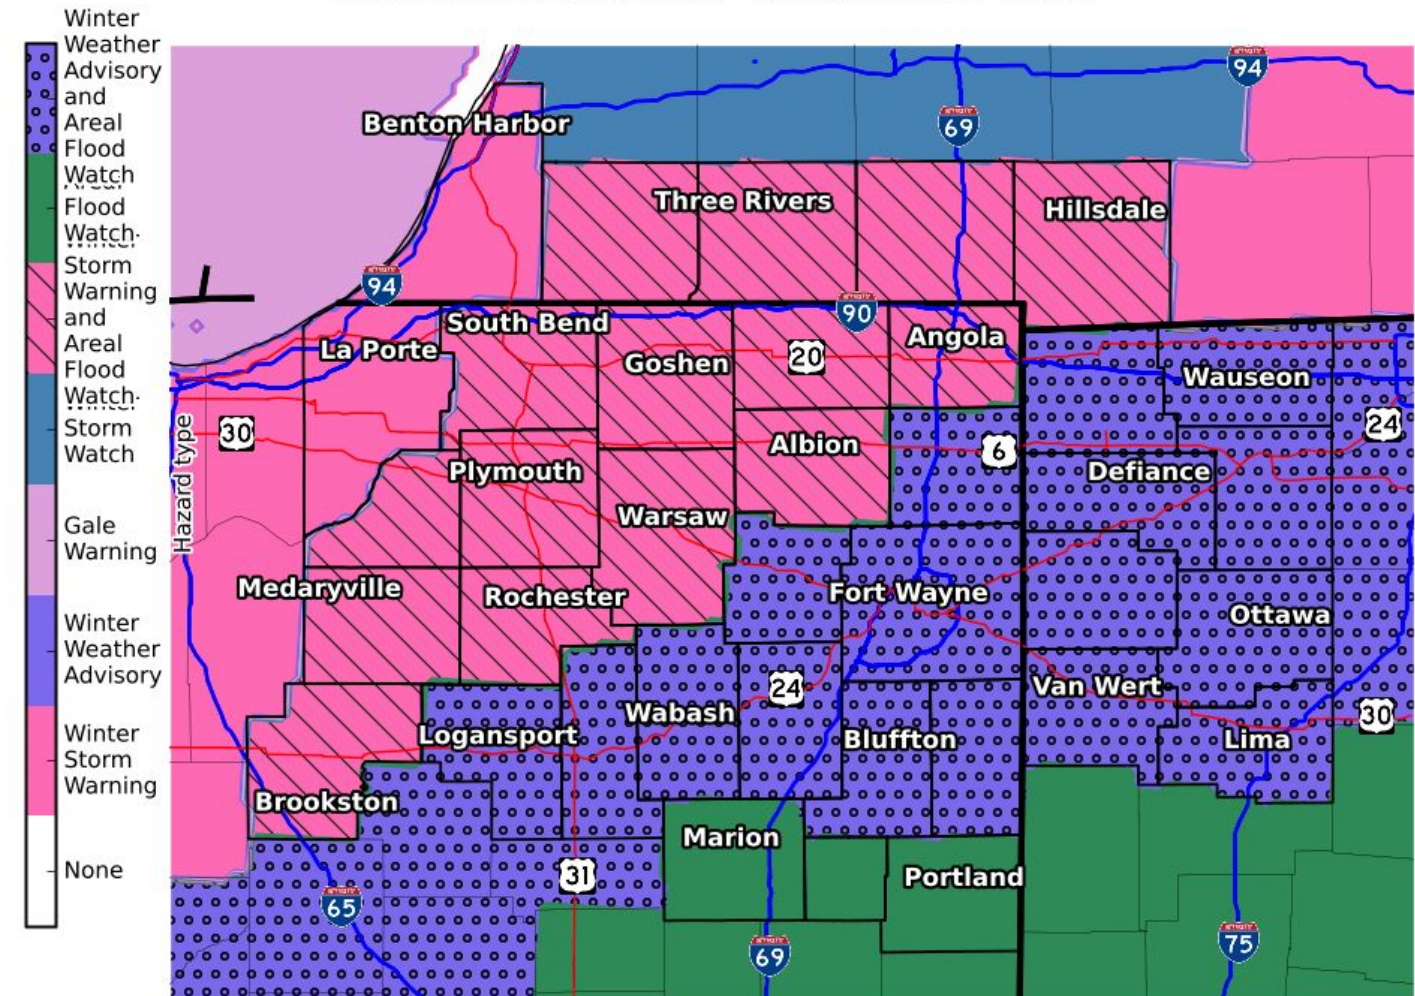 Winter
Weather
Advisory
and
Areal
Flood
Watch
Areal
Flood
Watch
Winter
Storm
Warning
and
Areal
Flood
Watch
Winter
Storm
Watch
Gale
Warning
Winter
Weather
Advisory
Winter
Storm
Warning
None
Hazard type
94
Benton Harbor
69
Three Rivers
Hillsdale
94
90
South Bend
Angola
La Porte
Goshen
20
Wauseon
30
24
Albion
6
Plymouth
Defiance
Warsaw
Medaryville
Rochester
Fort Wayne
Ottawa
24
Van Wert
Wabash
30
Logansport
Bluffton
Lima
Brookston
Marion
31
Portland
65
69
75